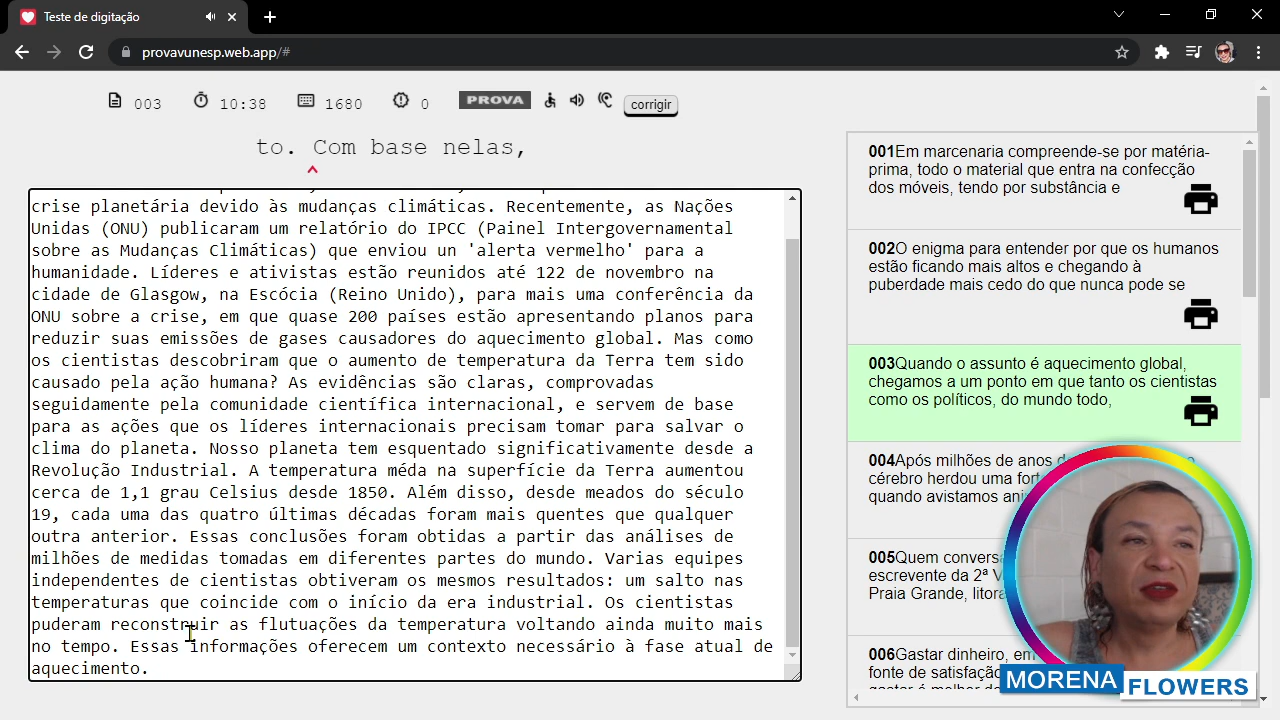 Teste de digitação
provavunesp.web.app/#
003 10:38 1680 0 PROVA corrigir
to. Com base nelas,
crise planetária devido às mudanças climáticas. Recentemente, as Nações
Unidas (ONU) publicaram um relatório do IPCC (Painel Intergovernamental
sobre as Mudanças Climáticas) que enviou un 'alerta vermelho' para a
humanidade. Líderes e ativistas estão reunidos até 122 de novembro na
cidade de Glasgow, na Escócia (Reino Unido), para mais uma conferência da
ONU sobre a crise, em que quase 200 países estão apresentando planos para
reduzir suas emissões de gases causadores do aquecimento global. Mas como
os cientistas descobriram que o aumento de temperatura da Terra tem sido
causado pela ação humana? As evidências são claras, comprovadas
seguidamente pela comunidade científica internacional, e servem de base
para as ações que os líderes internacionais precisam tomar para salvar o
clima do planeta. Nosso planeta tem esquentado significativamente desde a
Revolução Industrial. A temperatura méda na superfície da Terra aumentou
cerca de 1,1 grau Celsius desde 1850. Além disso, desde meados do século
19, cada uma das quatro últimas décadas foram mais quentes que qualquer
outra anterior. Essas conclusões foram obtidas a partir das análises de
milhões de medidas tomadas em diferentes partes do mundo. Varias equipes
independentes de cientistas obtiveram os mesmos resultados: um salto nas
temperaturas que coincide com o início da era industrial. Os cientistas
puderam reconstruir as flutuações da temperatura voltando ainda muito mais
no tempo. Essas informações oferecem um contexto necessário à fase atual de
aquecimento.
001Em marcenaria compreende-se por matéria-
prima, todo o material que entra na confecção
dos móveis, tendo por substância e
002O enigma para entender por que os humanos
estão ficando mais altos e chegando à
puberdade mais cedo do que nunca pode se
003Quando o assunto é aquecimento global,
chegamos a um ponto em que tanto os cientistas
como os políticos, do mundo todo,
004Após milhões de anos
cérebro herdou uma
quando avistamos
005Quem
escrevente da 2ª
Praia Grande,
006Gastar dinheiro,
fonte de
MORENA
FLOWERS